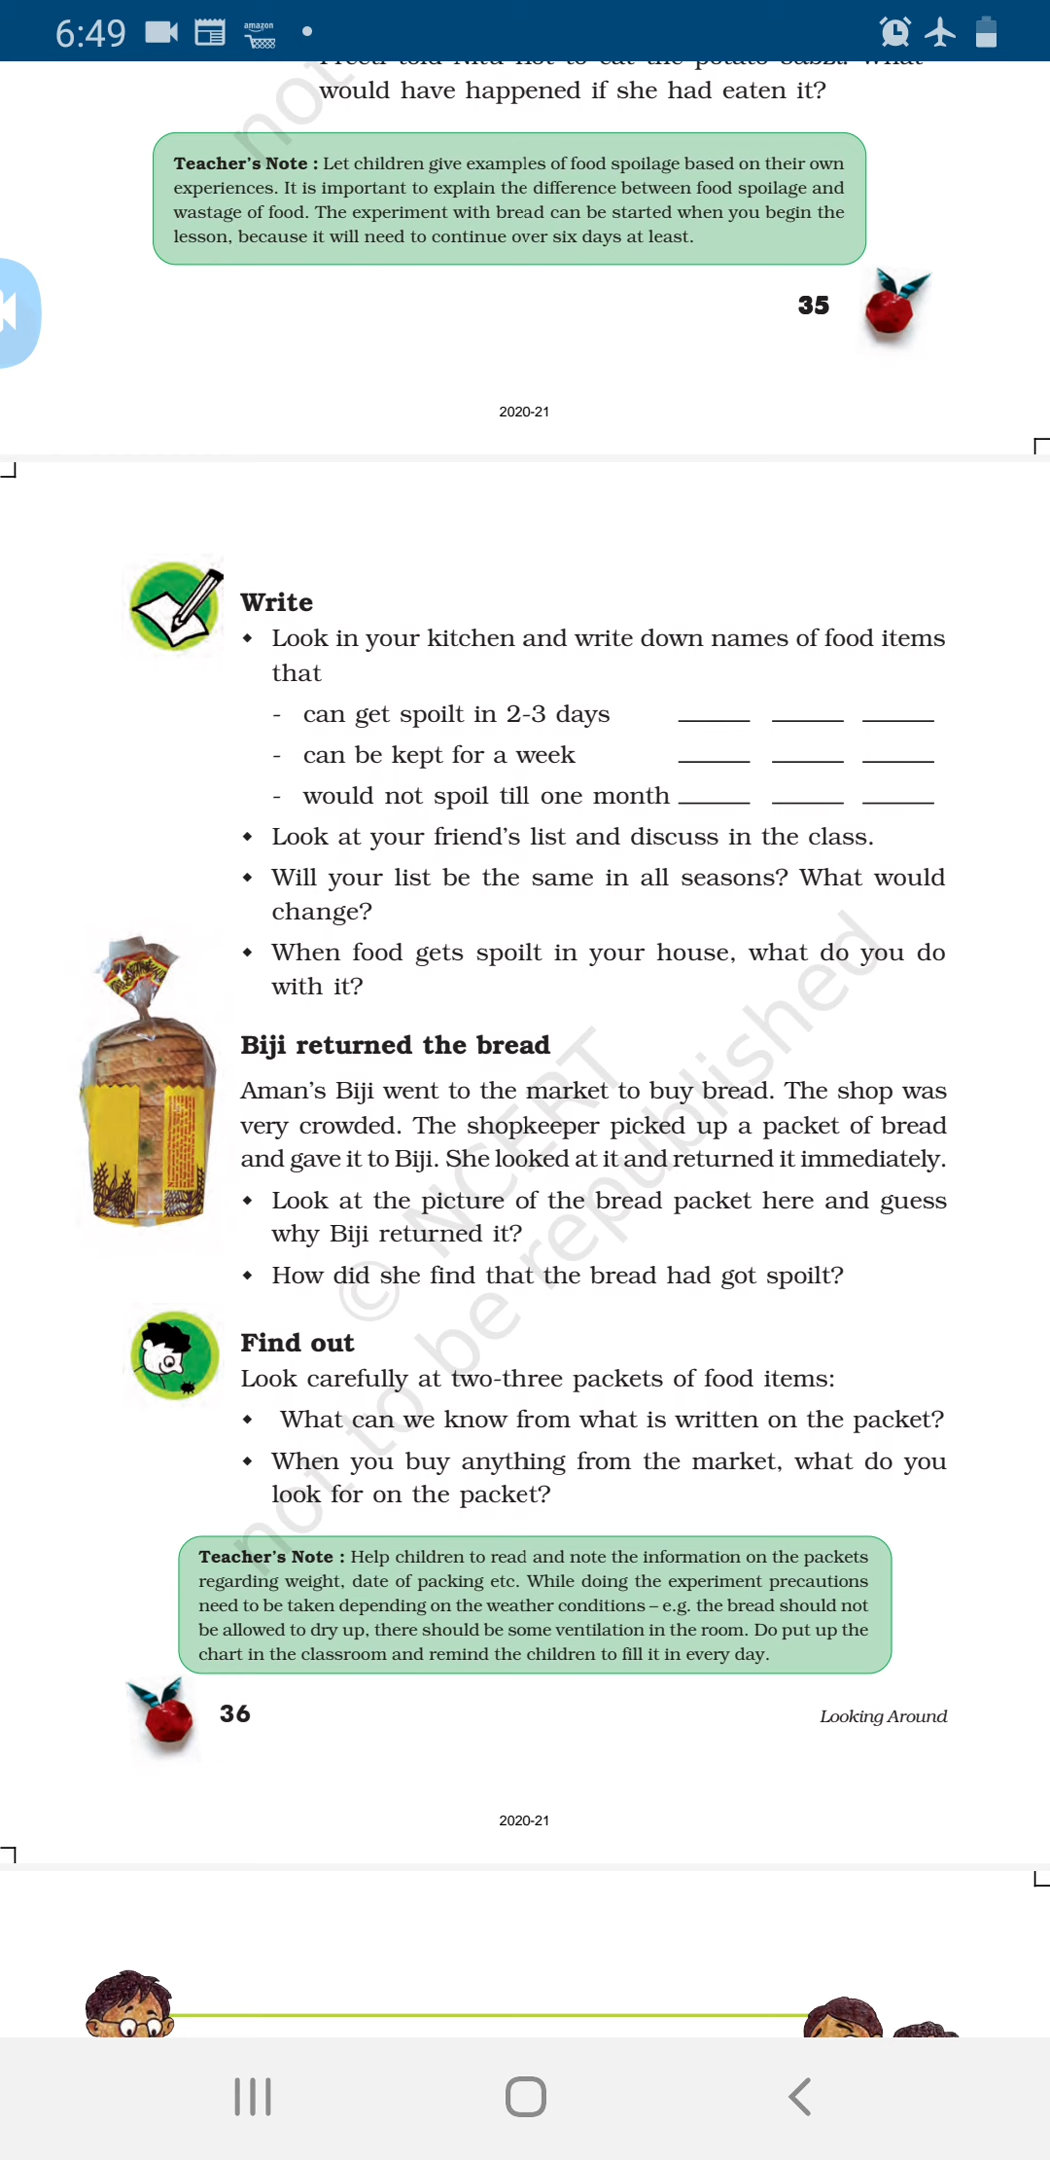 6:49
amazon
would have happened if she had eaten it?
Teacher's Note : Let children give examples of food spoilage based on their own
experiences. It is important to explain the difference between food spoilage and
wastage of food. The experiment with bread can be started when you begin the
lesson, because it will need to continue over six days at least.
35
2020-21
Write
◆ Look in your kitchen and write down names of food items
that
- can get spoilt in 2-3 days
- can be kept for a week
- would not spoil till one month
◆ Look at your friend's list and discuss in the class.
◆ Will your list be the same in all seasons? What would
change?
◆ When food gets spoilt in your house, what do you do
with it?
Biji returned the bread
Aman's Biji went to the market to buy bread. The shop was
very crowded. The shopkeeper picked up a packet of bread
and gave it to Biji. She looked at it and returned it immediately.
◆ Look at the picture of the bread packet here and guess
why Biji returned it?
◆ How did she find that the bread had got spoilt?
Find out
Look carefully at two-three packets of food items:
◆ What can we know from what is written on the packet?
◆ When you buy anything from the market, what do you
look for on the packet?
Teacher's Note : Help children to read and note the information on the packets
regarding weight, date of packing etc. While doing the experiment precautions
need to be taken depending on the weather conditions – e.g. the bread should not
be allowed to dry up, there should be some ventilation in the room. Do put up the
chart in the classroom and remind the children to fill it in every day.
36
Looking Around
2020-21
© NCERT
not to be republished
not